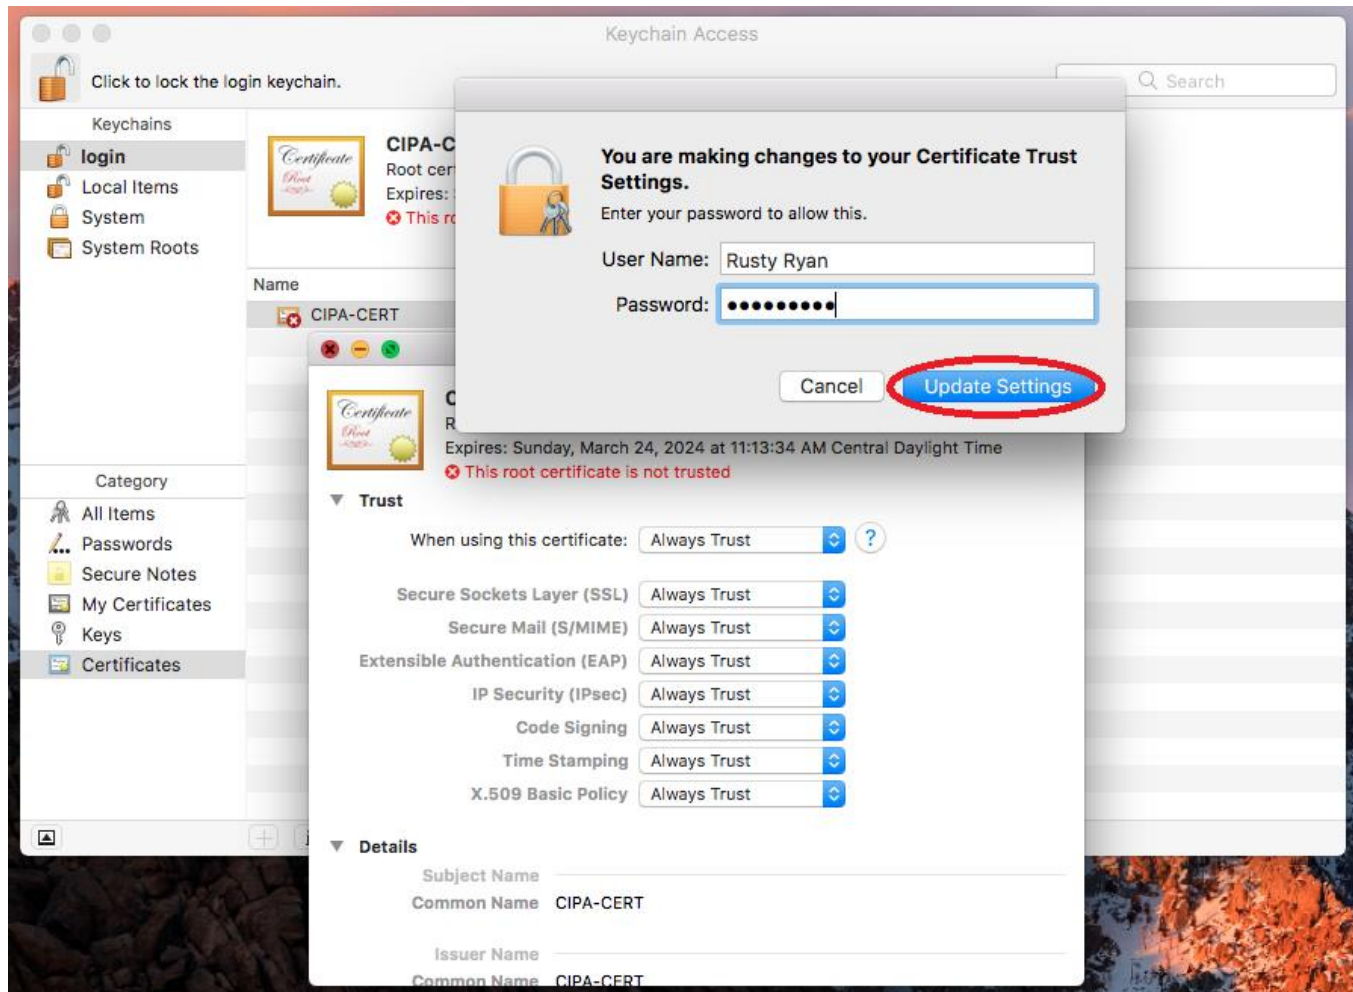 Keychain Access
Click to lock the login keychain.
Search
Keychains
login
Local Items
System
System Roots
Certificate
Root
CIPA-C
Root cer
Expires:
This ro
Name
CIPA-CERT
You are making changes to your Certificate Trust
Settings.
Enter your password to allow this.
User Name: Rusty Ryan
Password: •••••••••
Cancel
Update Settings
Certificate
Root
C
R
Expires: Sunday, March 24, 2024 at 11:13:34 AM Central Daylight Time
This root certificate is not trusted
Trust
When using this certificate: Always Trust ?
Secure Sockets Layer (SSL) Always Trust
Secure Mail (S/MIME) Always Trust
Extensible Authentication (EAP) Always Trust
IP Security (IPsec) Always Trust
Code Signing Always Trust
Time Stamping Always Trust
X.509 Basic Policy Always Trust
Details
Subject Name
Common Name CIPA-CERT
Issuer Name
Common Name CIPA-CERT
Category
All Items
Passwords
Secure Notes
My Certificates
Keys
Certificates